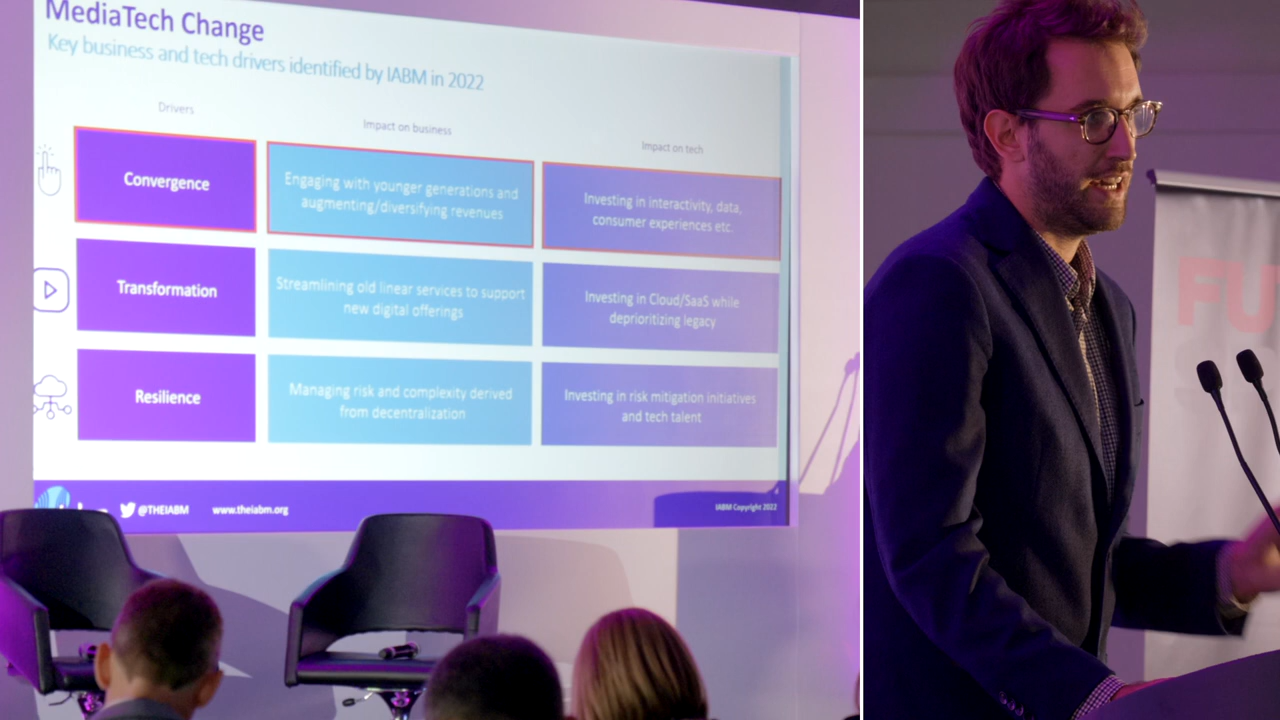 MediaTech Change
Key business and tech drivers identified by IABM in 2022
Drivers
Impact on business
Impact on tech
Convergence
Engaging with younger generations and
augmenting/diversifying revenues
Investing in interactivity, data,
consumer experiences etc.
Transformation
Streamlining old linear services to support
new digital offerings
Investing in Cloud/SaaS while
deprioritizing legacy
Resilience
Managing risk and complexity derived
from decentralization
Investing in risk mitigation initiatives
and tech talent
4
@THEIABM
www.theiabm.org
IABM Copyright 2022
FU